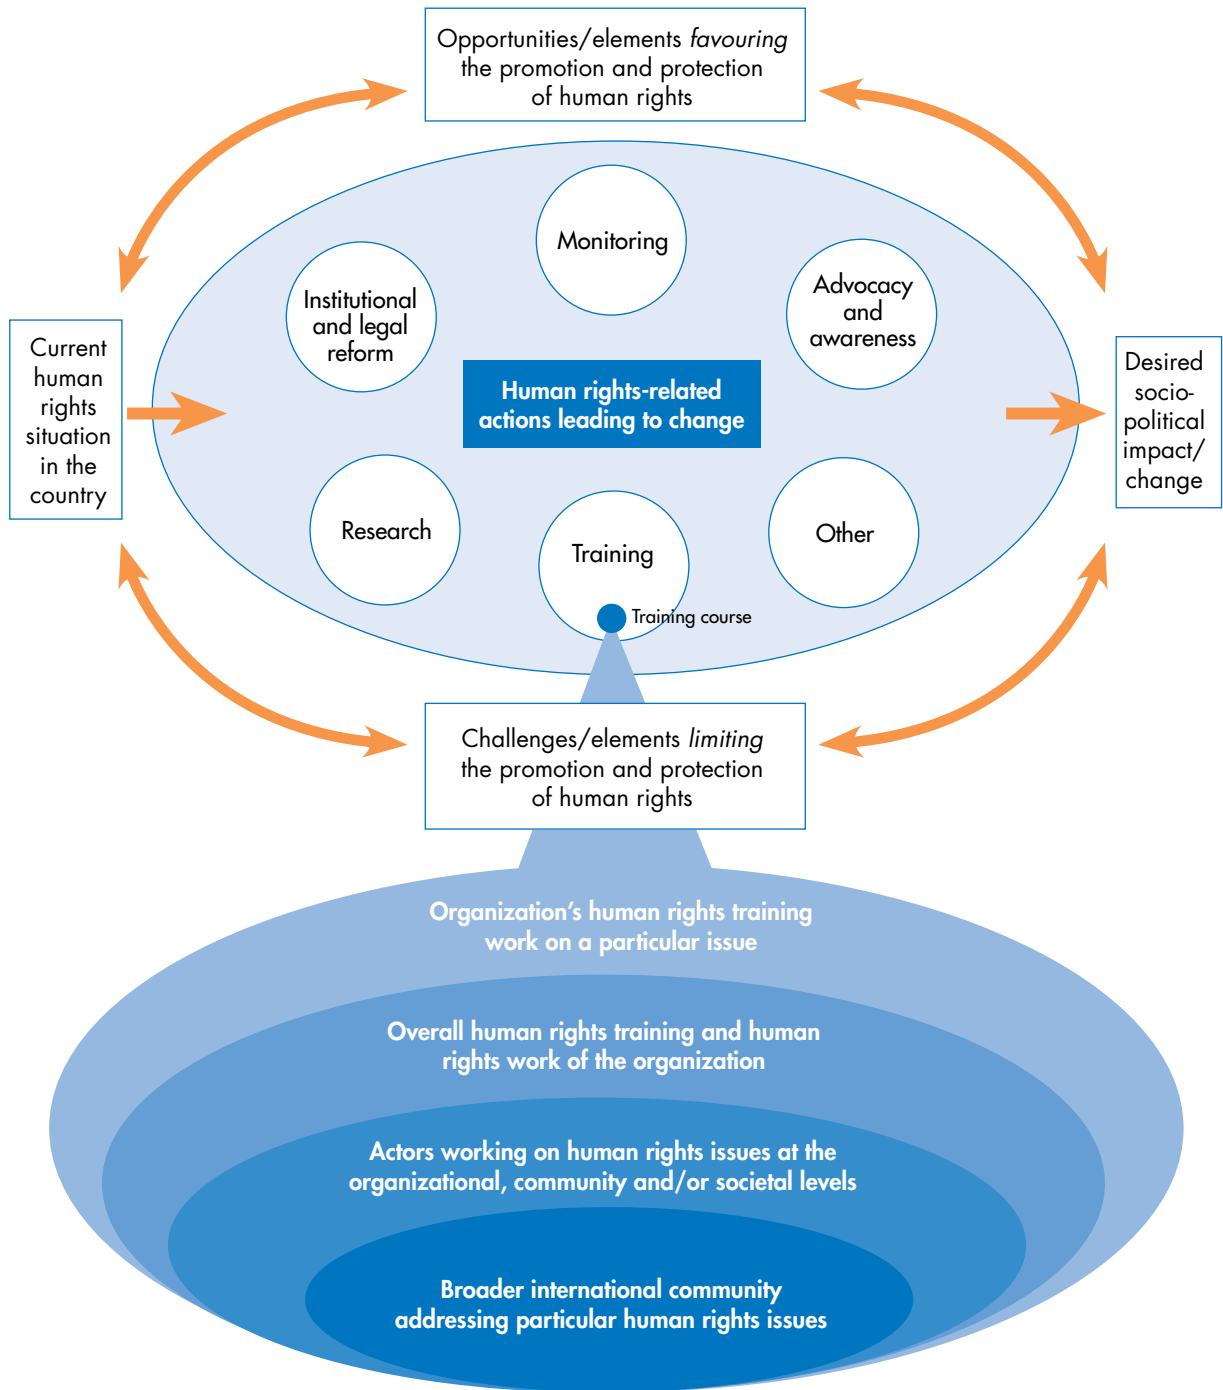 Opportunities/elements favouring
the promotion and protection
of human rights
Monitoring
Institutional
and legal
reform
Advocacy
and
awareness
Current
human
rights
situation
in the
country
Human rights-related
actions leading to change
Desired
socio-
political
impact/
change
Research
Training
Other
Training course
Challenges/elements limiting
the promotion and protection
of human rights
Organization’s human rights training
work on a particular issue
Overall human rights training and human
rights work of the organization
Actors working on human rights issues at the
organizational, community and/or societal levels
Broader international community
addressing particular human rights issues